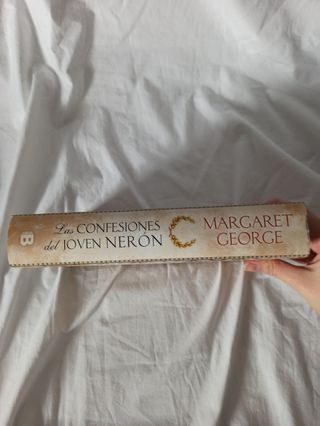 B
Las CONFESIONES
del JOVEN NERÓN
MARGARET
GEORGE